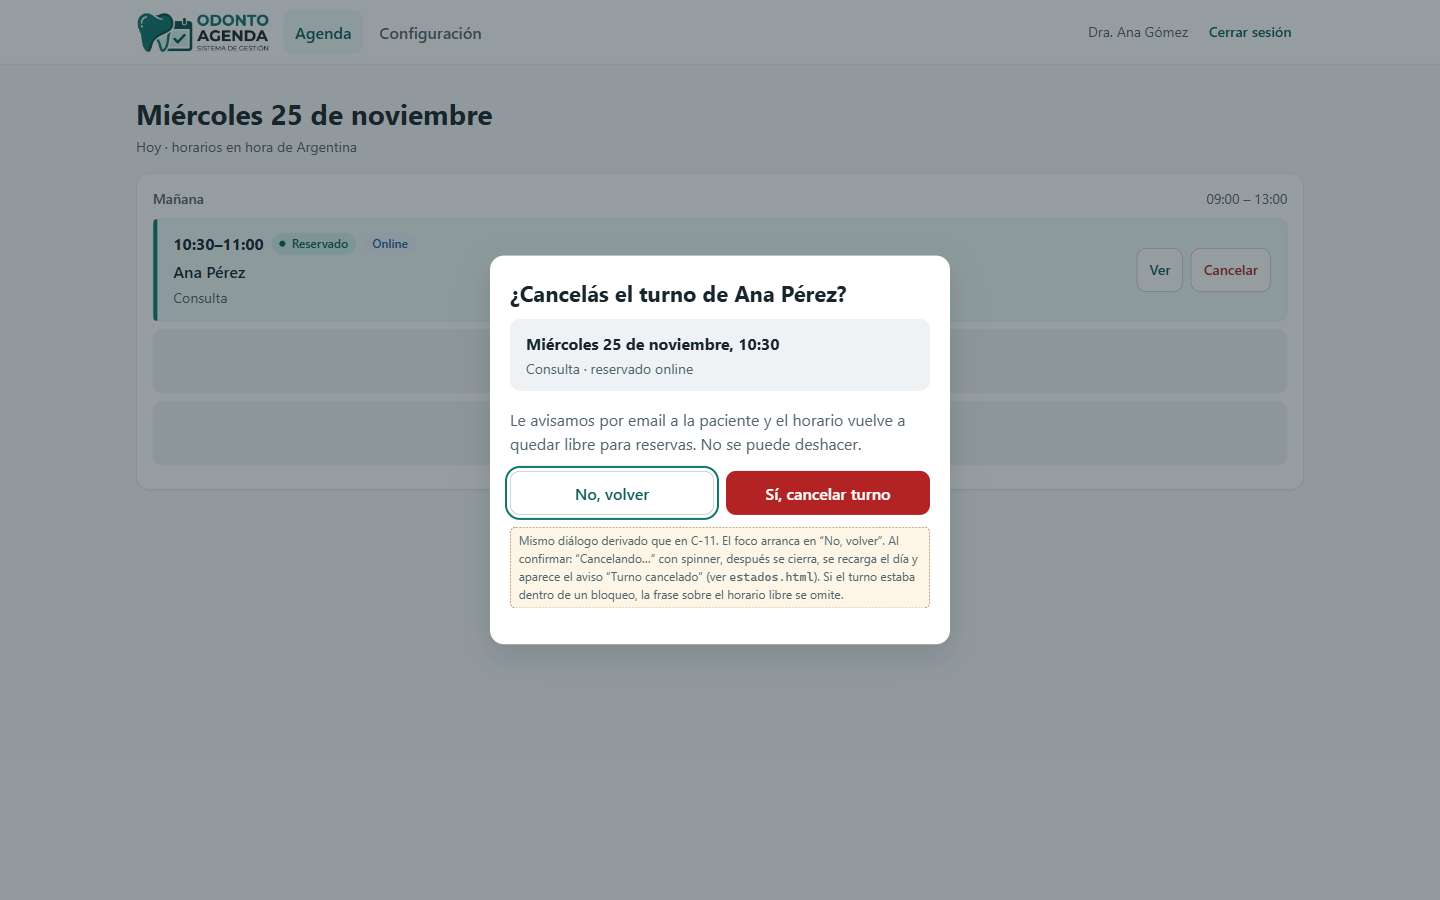 ODONTO
AGENDA
SISTEMA DE GESTIÓN
Agenda
Configuración
Dra. Ana Gómez
Cerrar sesión
Miércoles 25 de noviembre
Hoy · horarios en hora de Argentina
Mañana
09:00 – 13:00
10:30–11:00
Reservado
Online
Ana Pérez
Consulta
Ver
Cancelar
¿Cancelás el turno de Ana Pérez?
Miércoles 25 de noviembre, 10:30
Consulta · reservado online
Le avisamos por email a la paciente y el horario vuelve a
quedar libre para reservas. No se puede deshacer.
No, volver
Sí, cancelar turno
Mismo diálogo derivado que en C-11. El foco arranca en “No, volver”. Al
confirmar: “Cancelando…” con spinner, después se cierra, se recarga el día y
aparece el aviso “Turno cancelado” (ver estados.html). Si el turno estaba
dentro de un bloqueo, la frase sobre el horario libre se omite.